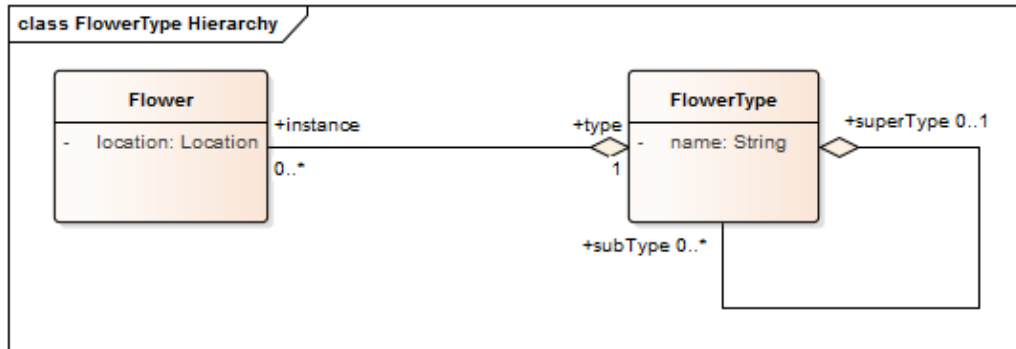 class FlowerType Hierarchy
Flower
- location: Location
+instance
0..*
+type
1
FlowerType
- name: String
+superType 0..1
+subType 0..*